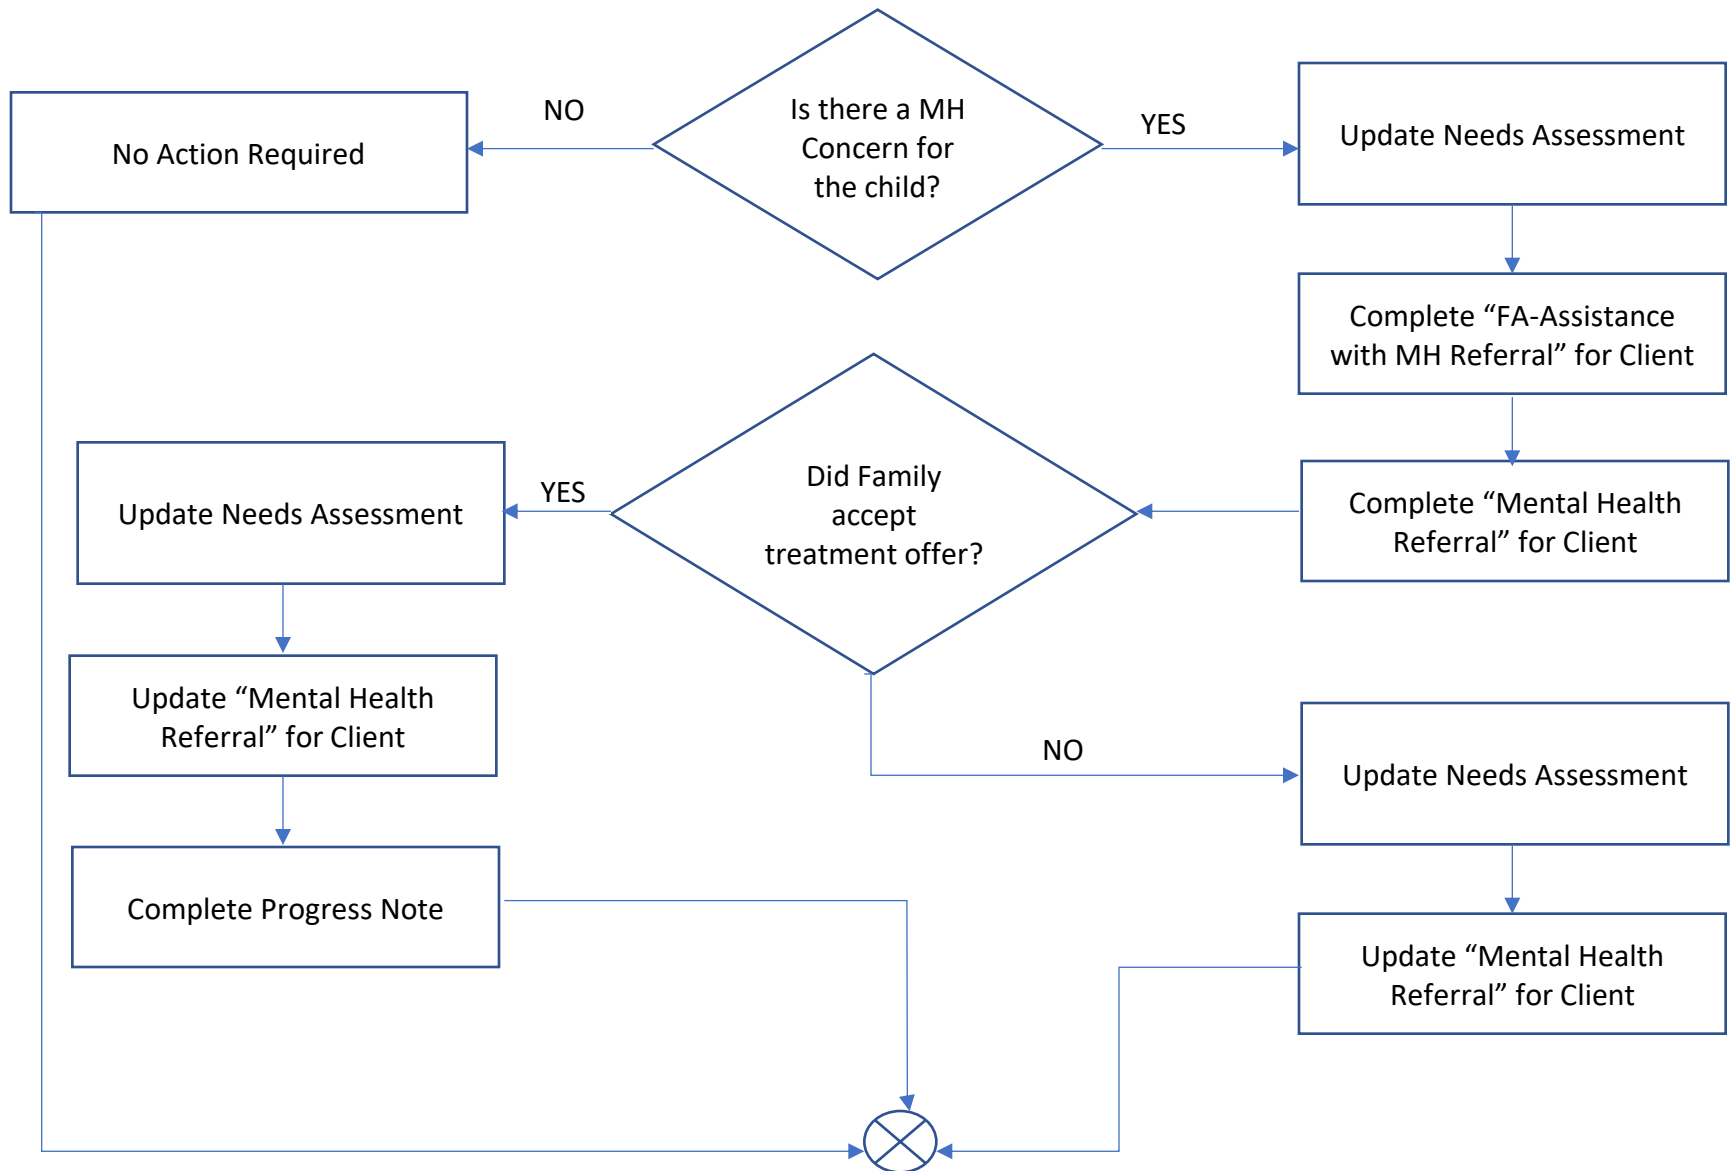 Is there a MH
Concern for
the child?
NO
YES
No Action Required
Update Needs Assessment
Complete “FA-Assistance
with MH Referral” for Client
Complete “Mental Health
Referral” for Client
Did Family
accept
treatment offer?
YES
Update Needs Assessment
Update “Mental Health
Referral” for Client
Complete Progress Note
NO
Update Needs Assessment
Update “Mental Health
Referral” for Client